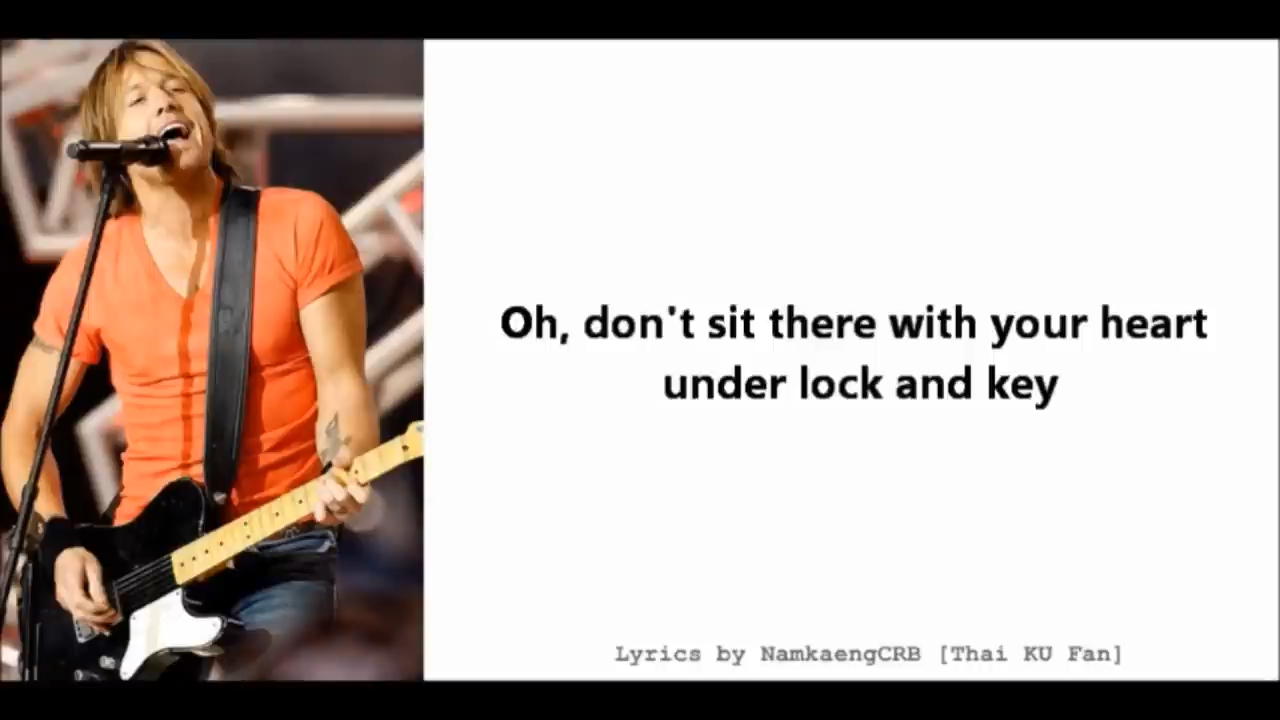 Oh, don't sit there with your heart
under lock and key
Lyrics by NamkaengCRB [Thai KU Fan]